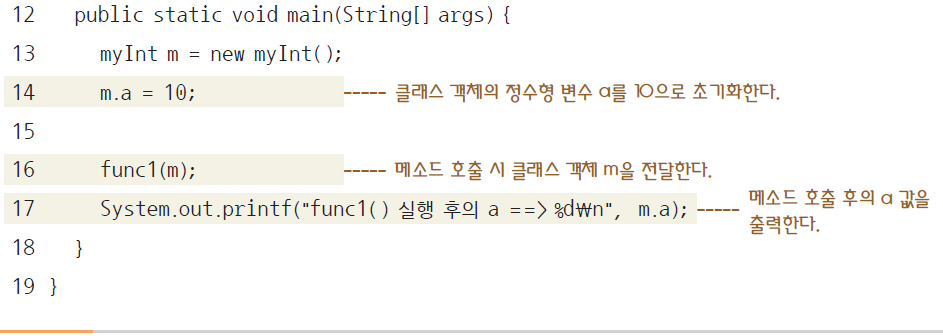 12 public static void main(String[] args) {
13 myInt m = new myInt();
14 m.a = 10; ----- 클래스 객체의 정수형 변수 a를 10으로 초기화한다.
15
16 func1(m); ----- 메소드 호출 시 클래스 객체 m을 전달한다.
17 System.out.printf("func1() 실행 후의 a ==> %d₩n", m.a); ----- 메소드 호출 후의 a 값을
출력한다.
18 }
19 }